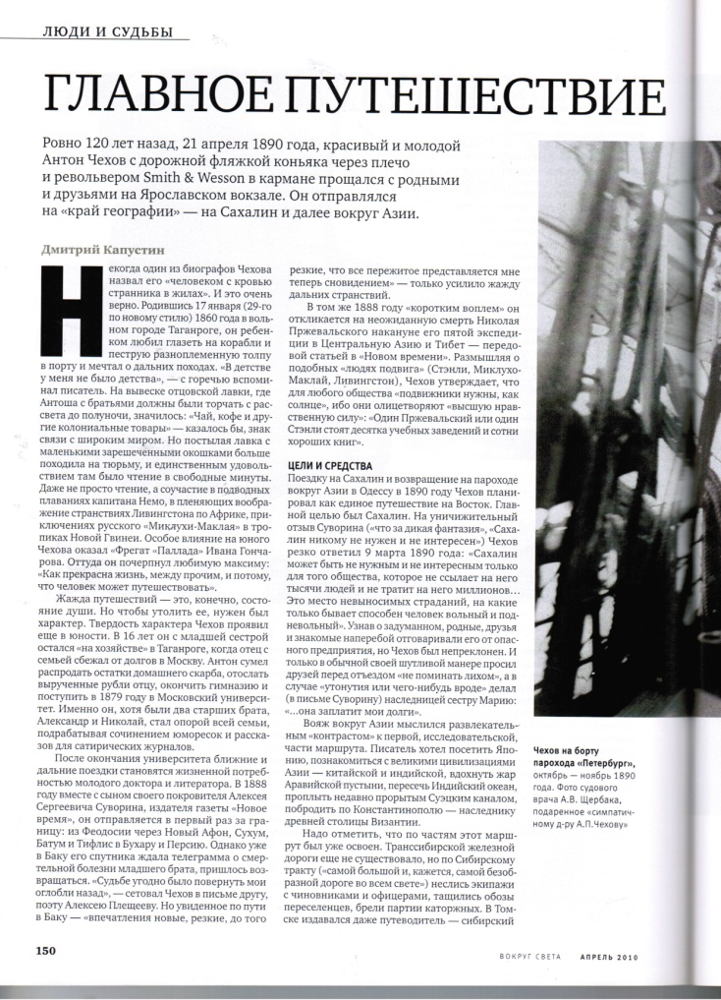 ЛЮДИ И СУДЬБЫ
ГЛАВНОЕ ПУТЕШЕСТВИЕ
Ровно 120 лет назад, 21 апреля 1890 года, красивый и молодой
Антон Чехов с дорожной фляжкой коньяка через плечо
и револьвером Smith & Wesson в кармане прощался с родными
и друзьями на Ярославском вокзале. Он отправлялся
на «край географии» — на Сахалин и далее вокруг Азии.
Дмитрий Капустин
Некогда один из биографов Чехова
назвал его «человеком с кровью
странника в жилах». И это очень
верно. Родившись 17 января (29-го
по новому стилю) 1860 года в воль-
ном городе Таганроге, он ребен-
ком любил глазеть на корабли и
пеструю разноплеменную толпу
в порту и мечтал о дальних походах. «В детстве
у меня не было детства», — с горечью вспоми-
нал писатель. На вывеске отцовской лавки, где
Антоша с братьями должны были торчать с рас-
света до полуночи, значилось: «Чай, кофе и дру-
гие колониальные товары» — казалось бы, знак
связи с широким миром. Но постылая лавка с
маленькими зарешеченными окошками больше
походила на тюрьму, и единственным удоволь-
ствием там было чтение в свободные минуты.
Даже не просто чтение, а соучастие в подводных
плаваниях капитана Немо, в пленяющих вообра-
жение странствиях Ливингстона по Африке, при-
ключениях русского «Миклухи-Маклая» в тро-
пиках Новой Гвинеи. Особое влияние на юного
Чехова оказал «Фрегат «Паллада» Ивана Гонча-
рова. Оттуда он почерпнул любимую максиму:
«Как прекрасна жизнь, между прочим, и потому,
что человек может путешествовать».
Жажда путешествий — это, конечно, состо-
яние души. Но чтобы утолить ее, нужен был
характер. Твердость характера Чехов проявил
еще в юности. В 16 лет он с младшей сестрой
остался «на хозяйстве» в Таганроге, когда отец с
семьей сбежал от долгов в Москву. Антон сумел
распродать остатки домашнего скарба, отослать
вырученные рубли отцу, окончить гимназию и
поступить в 1879 году в Московский универси-
тет. Именно он, хотя были два старших брата,
Александр и Николай, стал опорой всей семьи,
подрабатывая сочинением юморесок и расска-
зов для сатирических журналов.
После окончания университета ближние и
дальние поездки становятся жизненной потреб-
ностью молодого доктора и литератора. В 1888
году вместе с сыном своего покровителя Алексея
Сергеевича Суворина, издателя газеты «Новое
время», он отправляется в первый раз за гра-
ницу: из Феодосии через Новый Афон, Сухум,
Батум и Тифлис в Бухару и Персию. Однако уже
в Баку его спутника ждала телеграмма о смер-
тельной болезни младшего брата, пришлось воз-
вращаться. «Судьбе угодно было повернуть мои
оглобли назад», — сетовал Чехов в письме другу,
поэту Алексею Плещееву. Но увиденное по пути
в Баку — «впечатления новые, резкие, до того
резкие, что все пережитое представляется мне
теперь сновидением» — только усилило жажду
дальних странствий.
В том же 1888 году «коротким воплем» он
откликается на неожиданную смерть Николая
Пржевальского накануне его пятой экспеди-
ции в Центральную Азию и Тибет — передо-
вой статьей в «Новом времени». Размышляя о
подобных «людях подвига» (Стэнли, Миклухо-
Маклай, Ливингстон), Чехов утверждает, что
для любого общества «подвижники нужны, как
солнце», ибо они олицетворяют «высшую нрав-
ственную силу»: «Один Пржевальский или один
Стэнли стоят десятка учебных заведений и сотни
хороших книг».
ЦЕЛИ И СРЕДСТВА
Поездку на Сахалин и возвращение на пароходе
вокруг Азии в Одессу в 1890 году Чехов плани-
ровал как единое путешествие на Восток. Глав-
ной целью был Сахалин. На уничижительный
отзыв Суворина («что за дикая фантазия», «Саха-
лин никому не нужен и не интересен») Чехов
резко ответил 9 марта 1890 года: «Сахалин
может быть не нужным и не интересным только
для того общества, которое не ссылает на него
тысячи людей и не тратит на него миллионов...
Это место невыносимых страданий, на какие
только бывает способен человек вольный и под-
невольный». Узнав о задуманном, родные, друзья
и знакомые наперебой отговаривали его от опас-
ного предприятия, но Чехов был непреклонен. И
только в обычной своей шутливой манере просил
друзей перед отъездом «не поминать лихом», а в
случае «утонутия или чего-нибудь вроде» делал
(в письме Суворину) наследницей сестру Марию:
«...она заплатит мои долги».
Вояж вокруг Азии мыслился развлекатель-
ным «контрастом» к первой, исследовательской,
части маршрута. Писатель хотел посетить Япо-
нию, познакомиться с великими цивилизациями
Азии — китайской и индийской, вдохнуть жар
Аравийской пустыни, пересечь Индийский океан,
проплыть недавно прорытым Суэцким каналом,
побродить по Константинополю — наследнику
древней столицы Византии.
Надо отметить, что по частям этот марш-
рут был уже освоен. Транссибирской железной
дороги еще не существовало, но по Сибирскому
тракту («самой большой и, кажется, самой безоб-
разной дороге во всем свете») неслись экипажи
с чиновниками и офицерами, тащились обозы
переселенцев, брели партии каторжных. В Том-
ске издавался даже путеводитель — сибирский
Чехов на борту
парохода «Петербург»,
октябрь — ноябрь 1890
года. Фото судового
врача А.В. Щербака,
подаренное «симпатич-
ному д-ру А.П.Чехову»
150
ВОКРУГ СВЕТА АПРЕЛЬ 2010